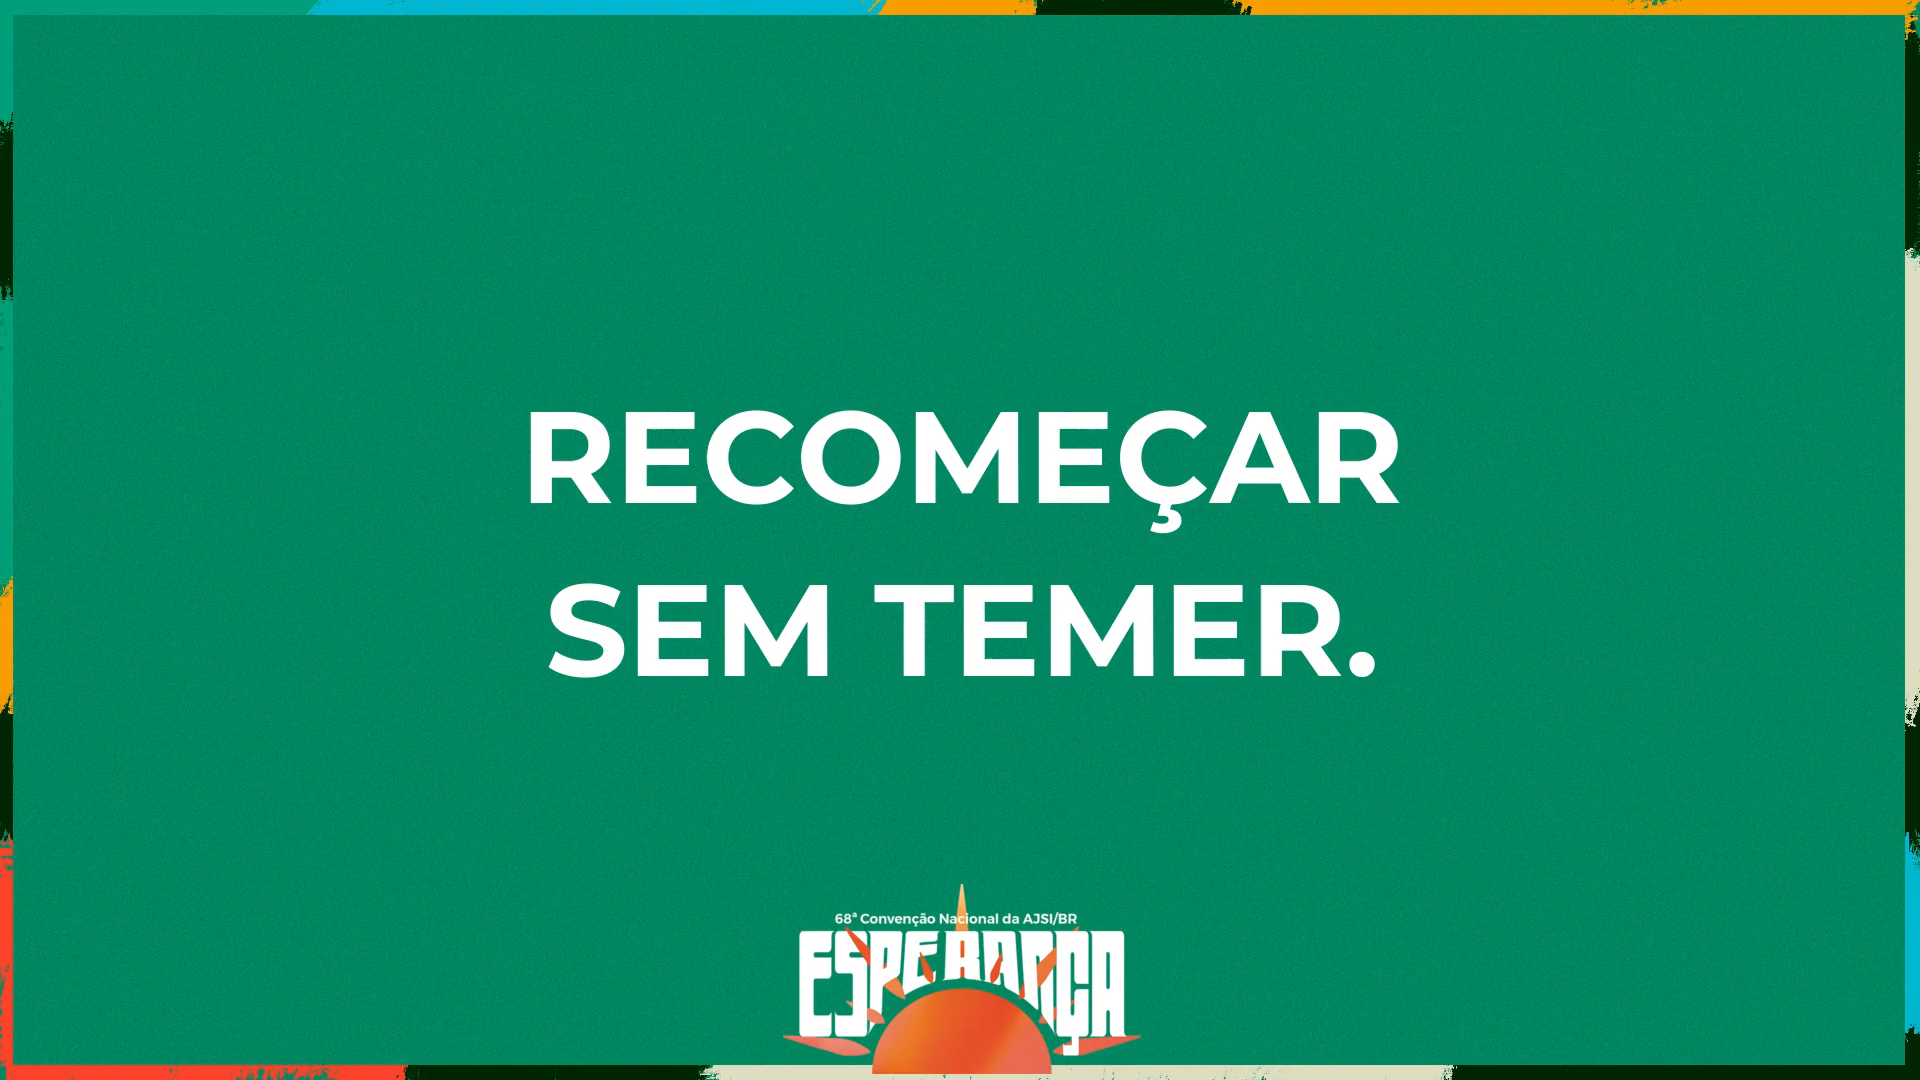 RECOMEÇAR
SEM TEMER.
68ª Convenção Nacional da AJSI/BR
ESPERANÇA